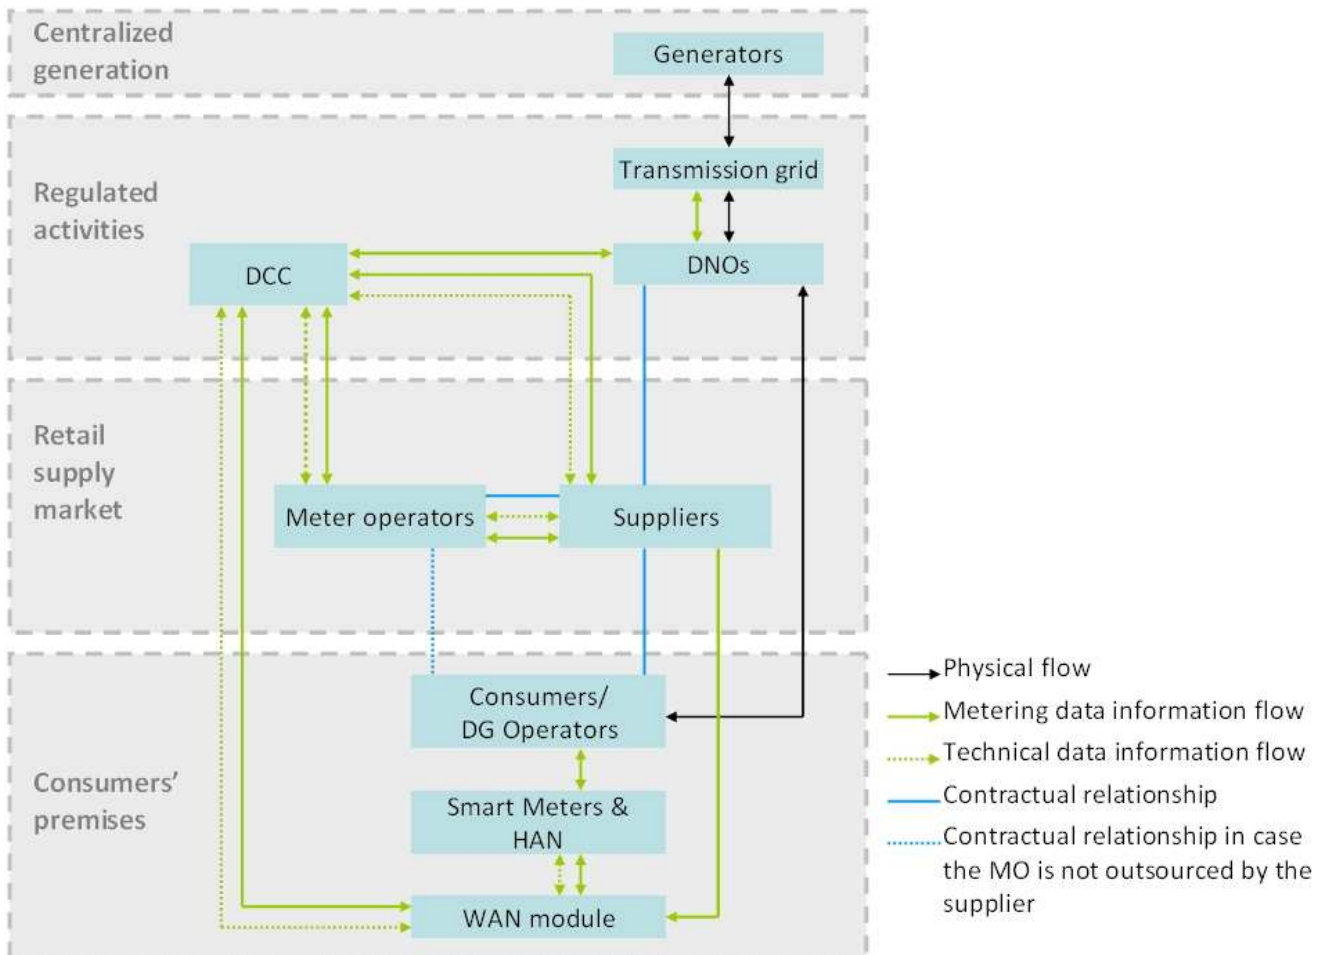 Centralized
generation
Generators
Regulated
activities
Transmission grid
DCC
DNOs
Retail
supply
market
Meter operators
Suppliers
Consumers’
premises
Consumers/
DG Operators
Smart Meters &
HAN
WAN module
Physical flow
Metering data information flow
Technical data information flow
Contractual relationship
Contractual relationship in case
the MO is not outsourced by the
supplier